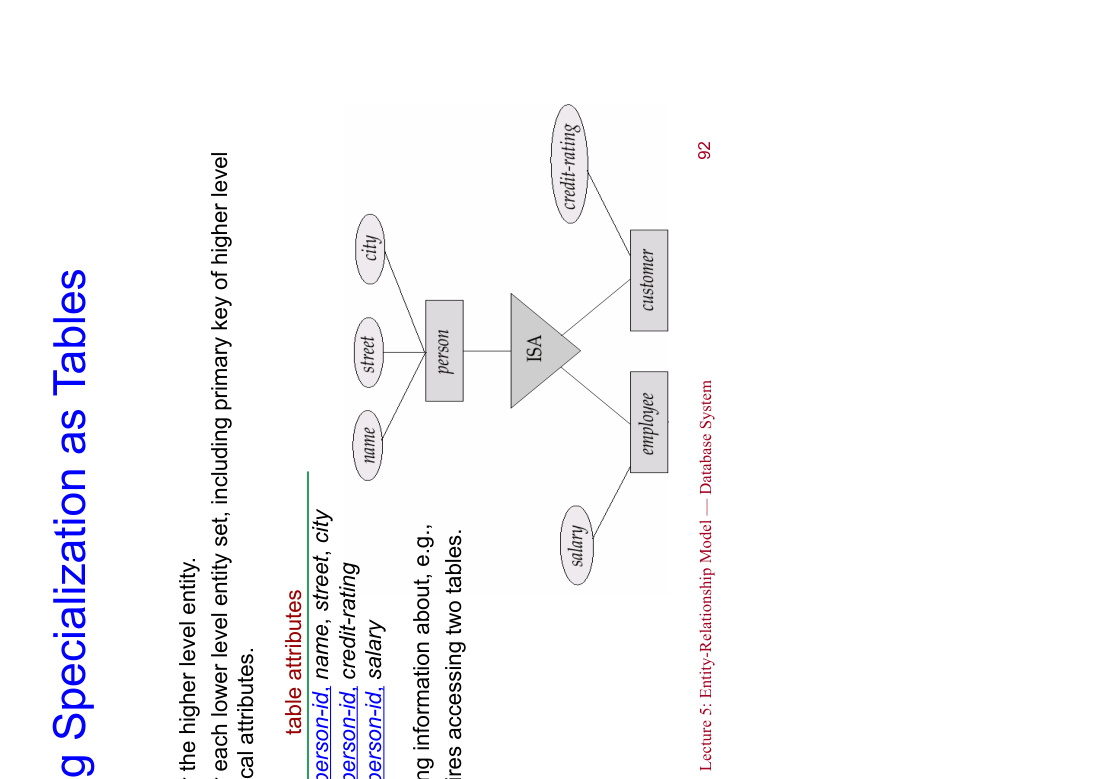 g Specialization as Tables
the higher level entity.
each lower level entity set, including primary key of higher level
cal attributes.
table attributes
person-id, name, street, city
person-id, credit-rating
person-id, salary
ng information about, e.g.,
ires accessing two tables.
name
street
city
person
ISA
salary
employee
customer
credit-rating
Lecture 5: Entity-Relationship Model — Database System
92